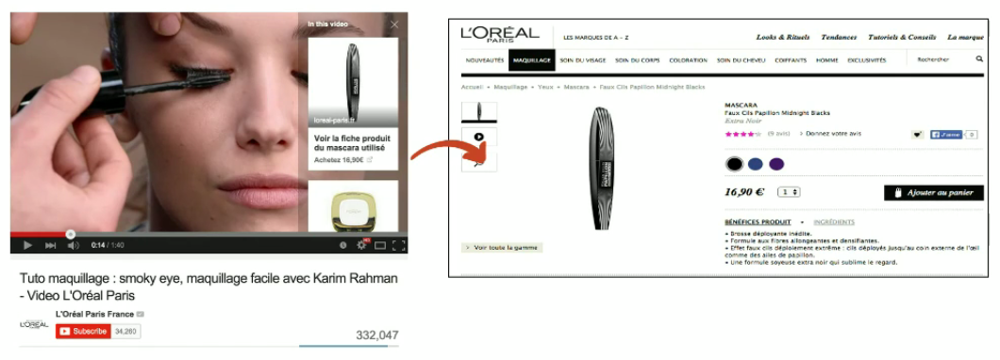 In this video
loreal-paris.fr
Voir la fiche produit
du mascara utilisé
Achetez 16,90€
0:14 / 1:40
Tuto maquillage : smoky eye, maquillage facile avec Karim Rahman
- Video L'Oréal Paris
L'ORÉAL
L'Oréal Paris France
Subscribe 34,260
332,047
L'ORÉAL
PARIS
LES MARQUES DE A - Z
Looks & Rituels Tendances Tutoriels & Conseils La marque
NOUVEAUTÉS MAQUILLAGE SOIN DU VISAGE SOIN DU CORPS COLORATION SOIN DU CHEVEU COIFFANTS HOMME EXCLUSIVITÉS Rechercher
Accueil • Maquillage • Yeux • Mascara • Faux Cils Papillon Midnight Blacks
MASCARA
Faux Cils Papillon Midnight Blacks
Extra Noir
(9 avis) > Donnez votre avis
J'aime 0
16,90 € 1 Ajouter au panier
PAPILLON
BÉNÉFICES PRODUIT • INGRÉDIENTS
• Brosse déployante inédite.
• Formule aux fibres allongeantes et densifiantes.
• Effet faux cils déploiement extrême : cils déployés jusqu'au coin externe de l'œil
comme des ailes de papillon.
• Une formule soyeuse extra noir qui sublime le regard.
> Voir toute la gamme